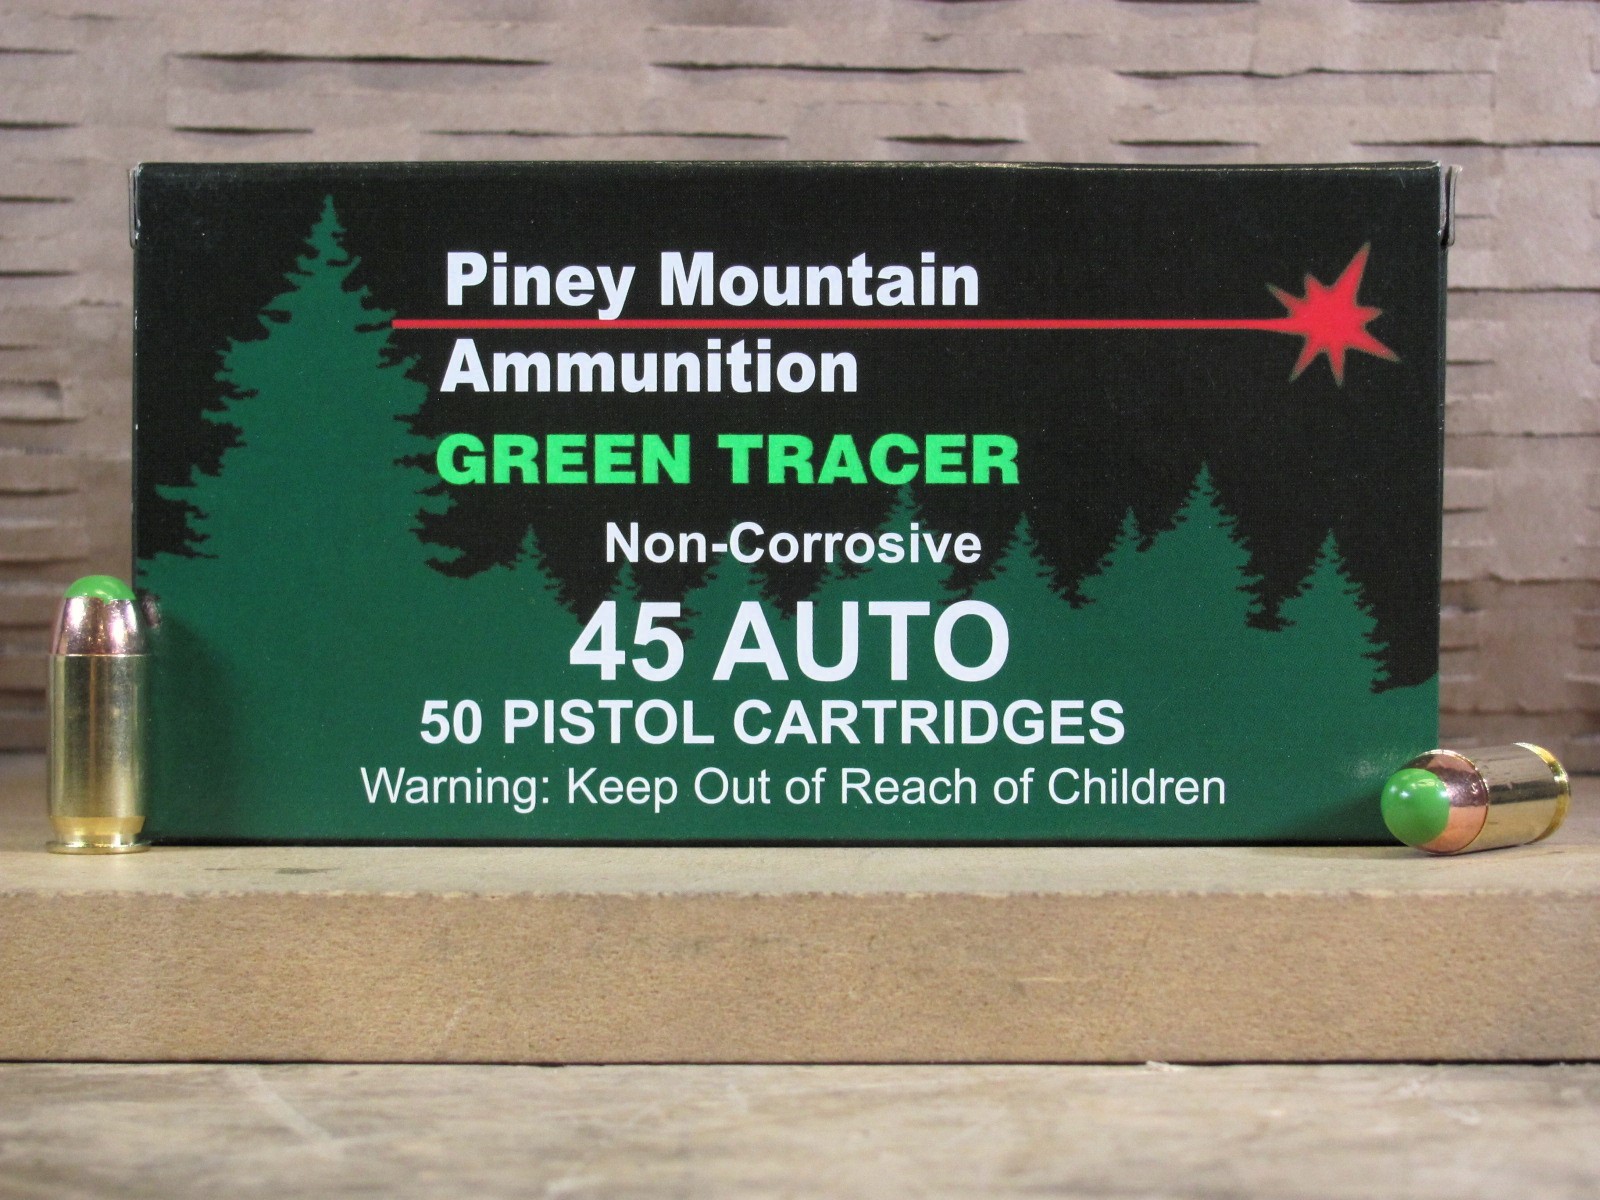 Piney Mountain
Ammunition
GREEN TRACER
Non-Corrosive
45 AUTO
50 PISTOL CARTRIDGES
Warning: Keep Out of Reach of Children